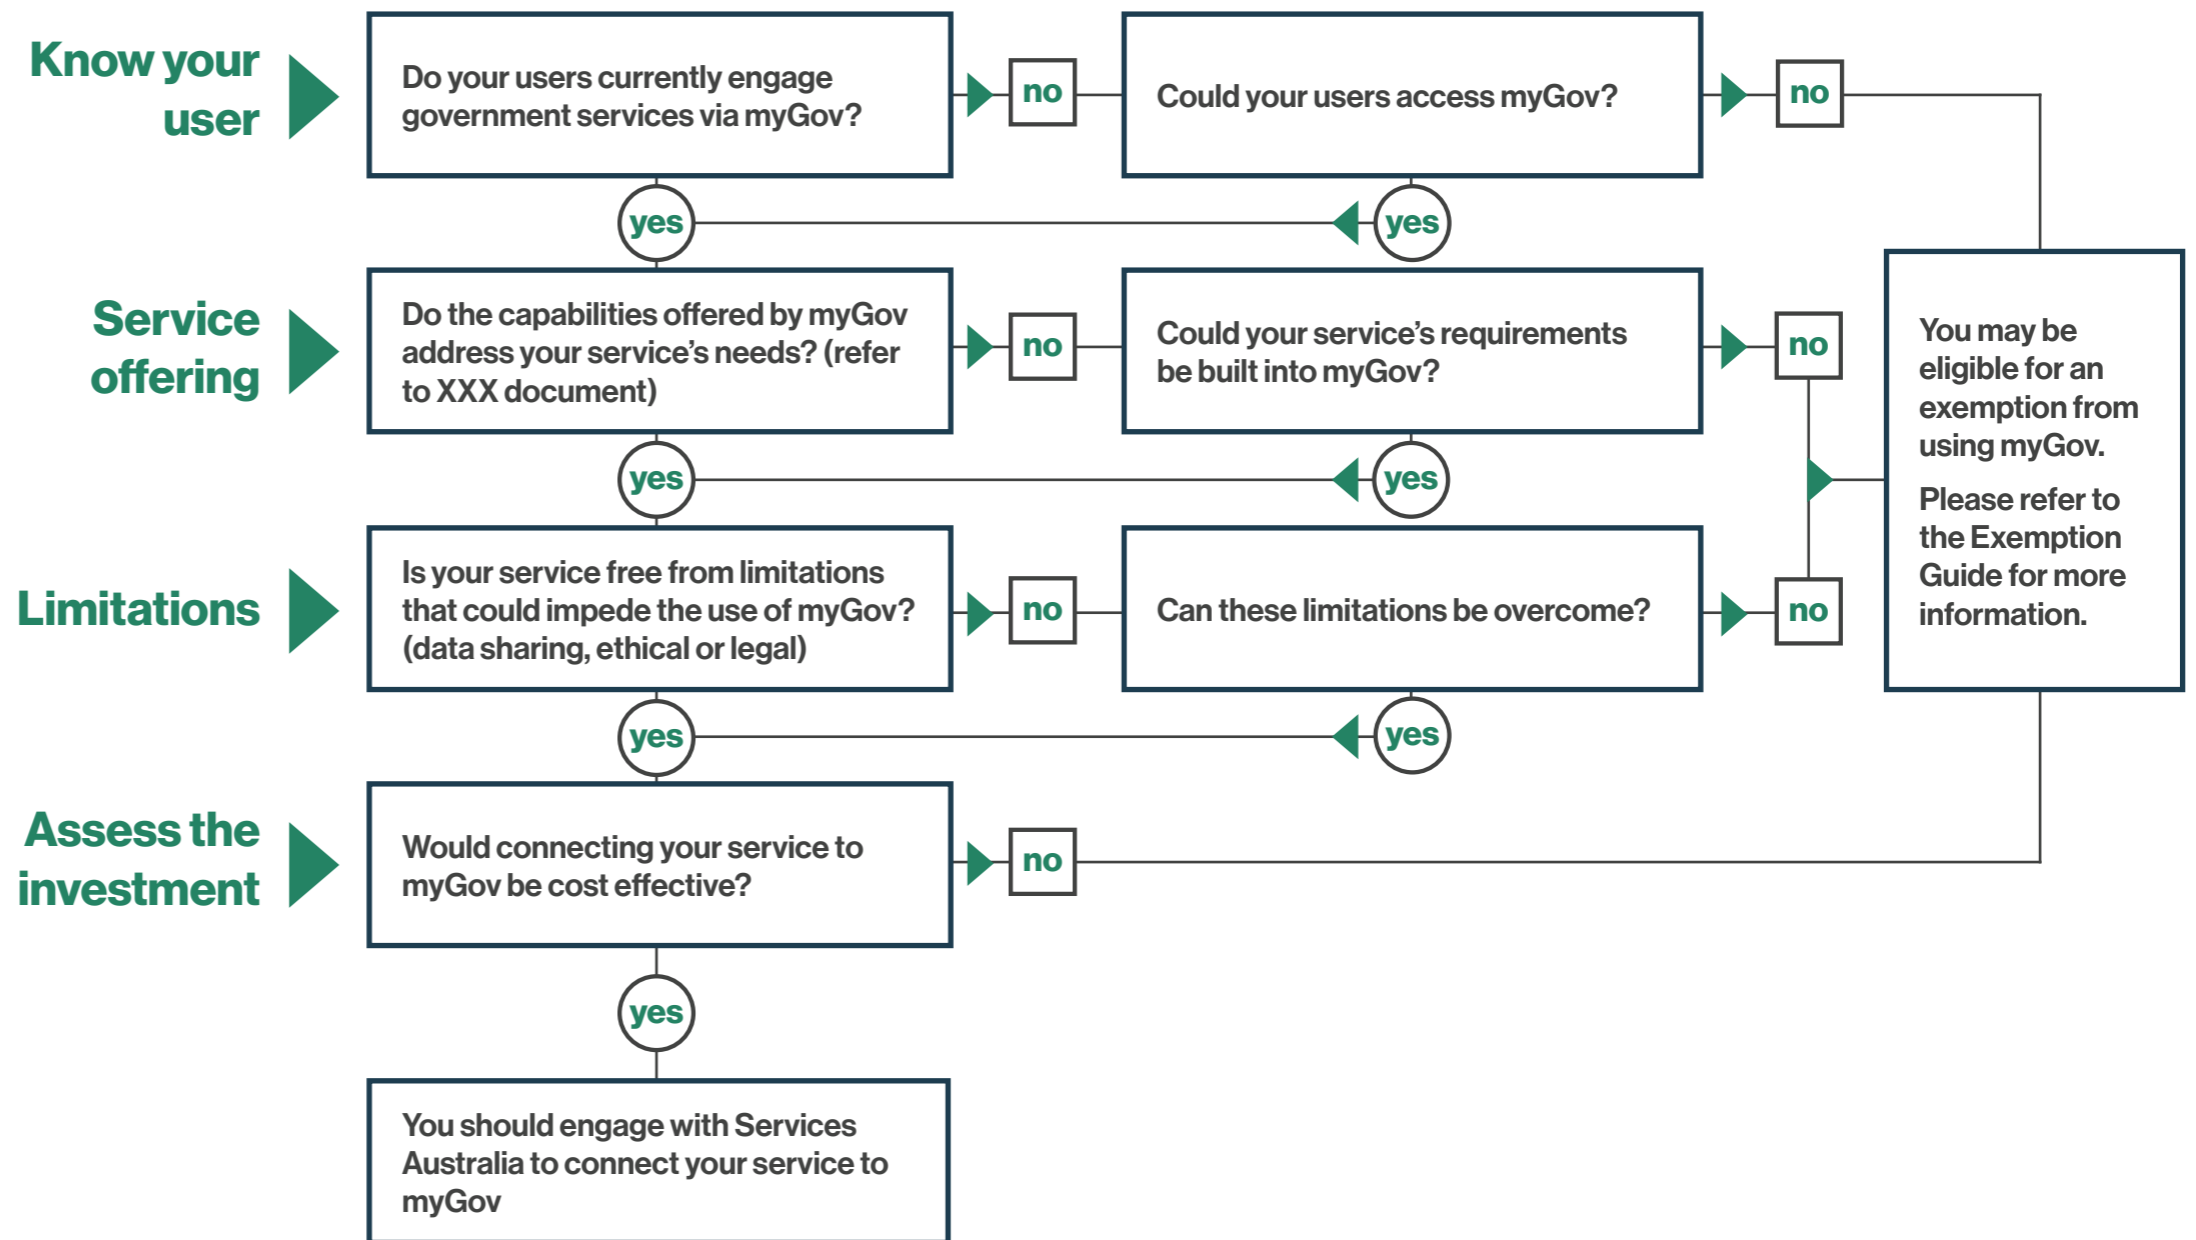 Know your
user
Do your users currently engage
government services via myGov?
no
Could your users access myGov?
no
yes
yes
Service
offering
Do the capabilities offered by myGov
address your service’s needs? (refer
to XXX document)
no
Could your service’s requirements
be built into myGov?
no
You may be
eligible for an
exemption from
using myGov.
Please refer to
the Exemption
Guide for more
information.
yes
yes
Limitations
Is your service free from limitations
that could impede the use of myGov?
(data sharing, ethical or legal)
no
Can these limitations be overcome?
no
yes
yes
Assess the
investment
Would connecting your service to
myGov be cost effective?
no
yes
You should engage with Services
Australia to connect your service to
myGov